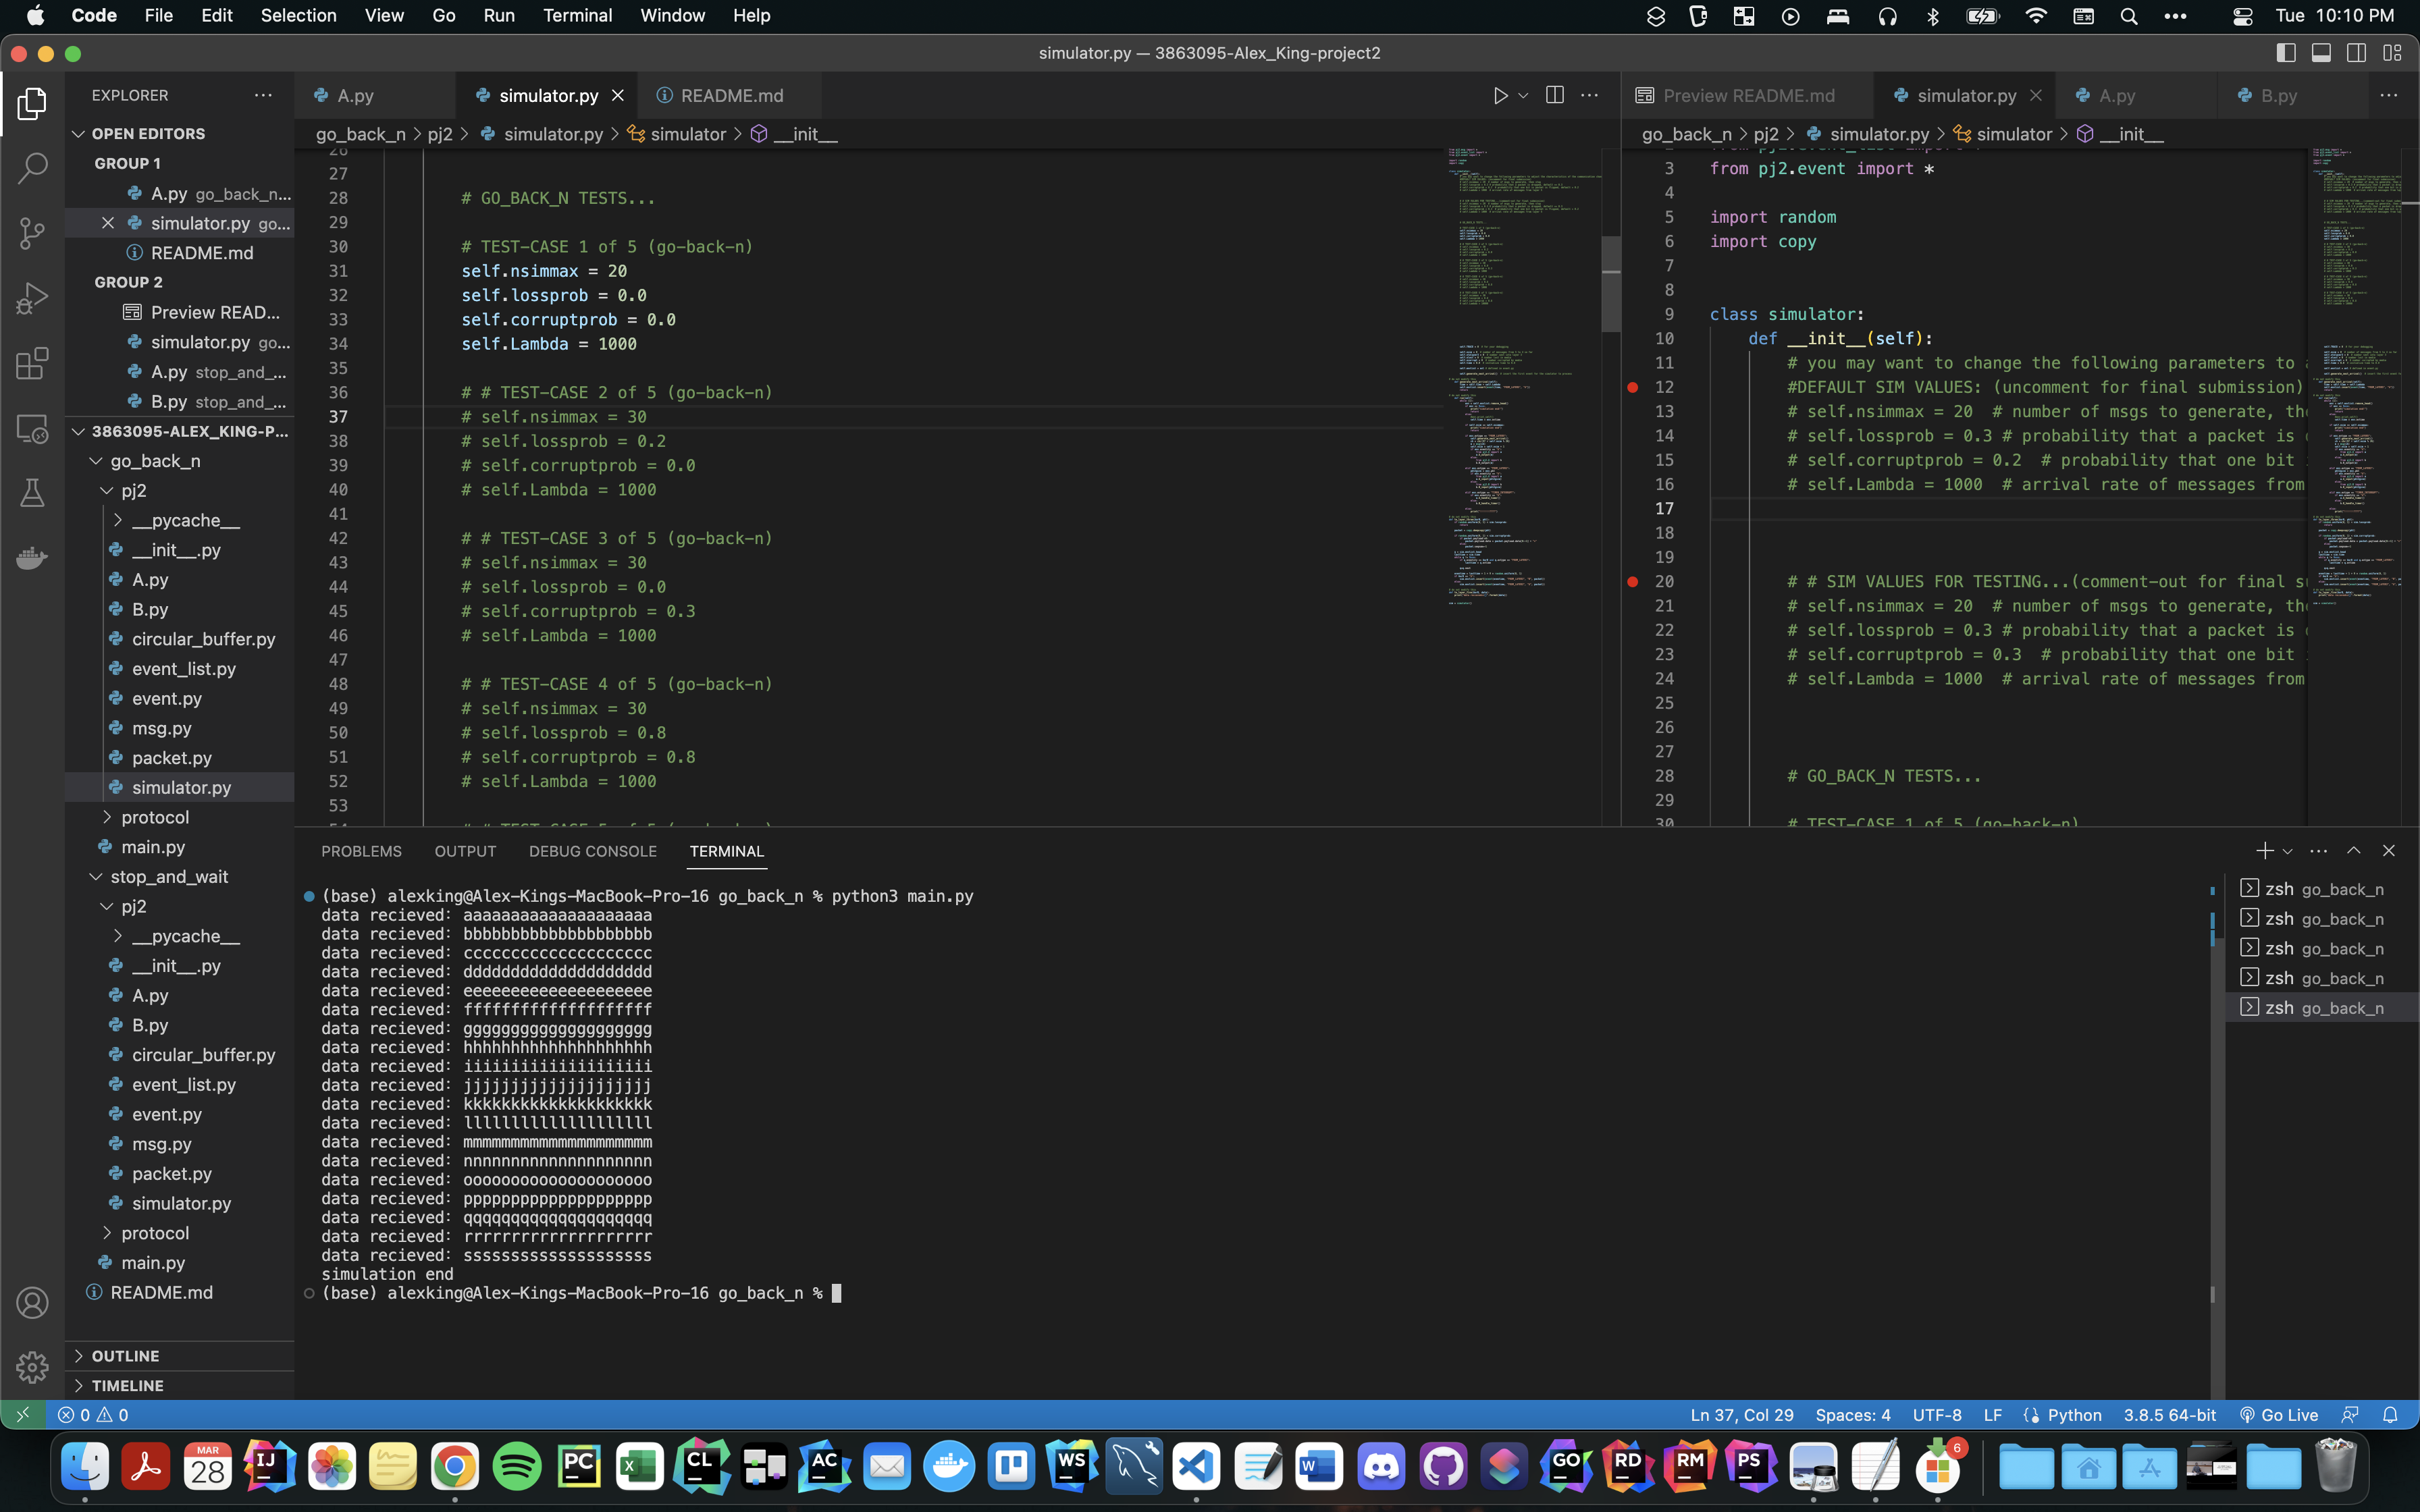 Code File Edit Selection View Go Run Terminal Window Help Tue 10:10 PM
simulator.py — 3863095-Alex_King-project2
EXPLORER
OPEN EDITORS
GROUP 1
A.py go_back_n...
simulator.py go...
README.md
GROUP 2
Preview READ...
simulator.py go...
A.py stop_and_...
B.py stop_and_...
3863095-ALEX_KING-P...
go_back_n
pj2
__pycache__
__init__.py
A.py
B.py
circular_buffer.py
event_list.py
event.py
msg.py
packet.py
simulator.py
protocol
main.py
stop_and_wait
pj2
__pycache__
__init__.py
A.py
B.py
circular_buffer.py
event_list.py
event.py
msg.py
packet.py
simulator.py
protocol
main.py
README.md
OUTLINE
TIMELINE
A.py simulator.py README.md
go_back_n > pj2 > simulator.py > simulator > __init__
27
28 # GO_BACK_N TESTS...
29
30 # TEST-CASE 1 of 5 (go-back-n)
31 self.nsimmax = 20
32 self.lossprob = 0.0
33 self.corruptprob = 0.0
34 self.Lambda = 1000
35
36 # # TEST-CASE 2 of 5 (go-back-n)
37 # self.nsimmax = 30
38 # self.lossprob = 0.2
39 # self.corruptprob = 0.0
40 # self.Lambda = 1000
41
42 # # TEST-CASE 3 of 5 (go-back-n)
43 # self.nsimmax = 30
44 # self.lossprob = 0.0
45 # self.corruptprob = 0.3
46 # self.Lambda = 1000
47
48 # # TEST-CASE 4 of 5 (go-back-n)
49 # self.nsimmax = 30
50 # self.lossprob = 0.8
51 # self.corruptprob = 0.8
52 # self.Lambda = 1000
53
Preview README.md simulator.py A.py B.py
go_back_n > pj2 > simulator.py > simulator > __init__
3 from pj2.event import *
4
5 import random
6 import copy
7
8
9 class simulator:
10 def __init__(self):
11 # you may want to change the following parameters to
12 #DEFAULT SIM VALUES: (uncomment for final submission)
13 # self.nsimmax = 20 # number of msgs to generate, the
14 # self.lossprob = 0.3 # probability that a packet is
15 # self.corruptprob = 0.2 # probability that one bit
16 # self.Lambda = 1000 # arrival rate of messages from
17
18
19
20 # # SIM VALUES FOR TESTING...(comment-out for final s
21 # self.nsimmax = 20 # number of msgs to generate, the
22 # self.lossprob = 0.3 # probability that a packet is
23 # self.corruptprob = 0.3 # probability that one bit
24 # self.Lambda = 1000 # arrival rate of messages from
25
26
27
28 # GO_BACK_N TESTS...
29
30 # TEST-CASE 1 of 5 (go-back-n)
PROBLEMS OUTPUT DEBUG CONSOLE TERMINAL
(base) alexking@Alex-Kings-MacBook-Pro-16 go_back_n % python3 main.py
data recieved: aaaaaaaaaaaaaaaaaaaa
data recieved: bbbbbbbbbbbbbbbbbbbb
data recieved: cccccccccccccccccccc
data recieved: dddddddddddddddddddd
data recieved: eeeeeeeeeeeeeeeeeeee
data recieved: ffffffffffffffffffff
data recieved: gggggggggggggggggggg
data recieved: hhhhhhhhhhhhhhhhhhhh
data recieved: iiiiiiiiiiiiiiiiiiii
data recieved: jjjjjjjjjjjjjjjjjjjj
data recieved: kkkkkkkkkkkkkkkkkkkk
data recieved: llllllllllllllllllll
data recieved: mmmmmmmmmmmmmmmmmmmm
data recieved: nnnnnnnnnnnnnnnnnnnn
data recieved: oooooooooooooooooooo
data recieved: pppppppppppppppppppp
data recieved: qqqqqqqqqqqqqqqqqqqq
data recieved: rrrrrrrrrrrrrrrrrrrr
data recieved: ssssssssssssssssssss
simulation end
(base) alexking@Alex-Kings-MacBook-Pro-16 go_back_n %
zsh go_back_n
zsh go_back_n
zsh go_back_n
zsh go_back_n
zsh go_back_n
0 0 Ln 37, Col 29 Spaces: 4 UTF-8 LF Python 3.8.5 64-bit Go Live
MAR 28 IJ PC CL AC WS W GO RD RM PS 6